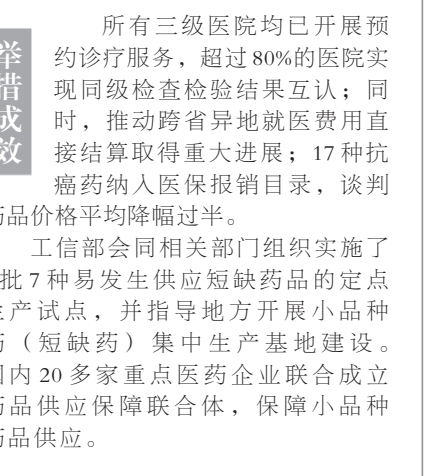 举措成效
所有三级医院均已开展预
约诊疗服务，超过80%的医院实
现同级检查检验结果互认；同
时，推动跨省异地就医费用直
接结算取得重大进展；17种抗
癌药纳入医保报销目录，谈判
药品价格平均降幅过半。
工信部会同相关部门组织实施了
批7种易发生供应短缺药品的定点
生产试点，并指导地方开展小品种
药（短缺药）集中生产基地建设。
国内20多家重点医药企业联合成立
药品供应保障联合体，保障小品种
药品供应。